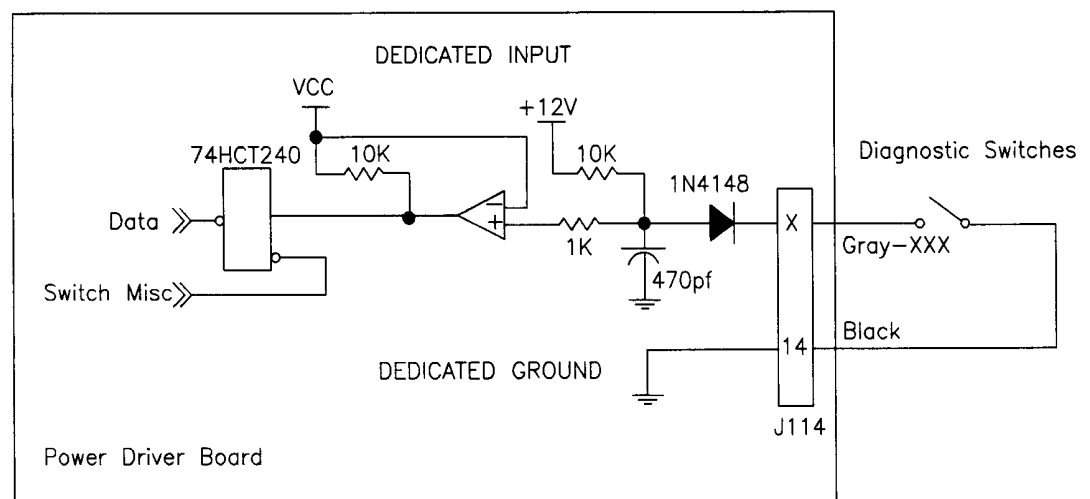 DEDICATED INPUT
VCC
+12V
74HCT240
10K
10K
1N4148
Diagnostic Switches
Data
−
+
1K
X
Gray-XXX
470pf
Switch Misc
Black
14
DEDICATED GROUND
J114
Power Driver Board